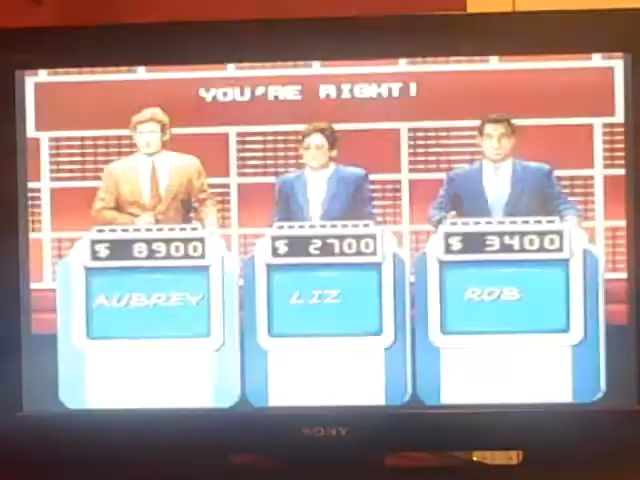 YOU'RE RIGHT!
$ 8900
$ 2700
$ 3400
AUBREY
LIZ
ROB
SONY